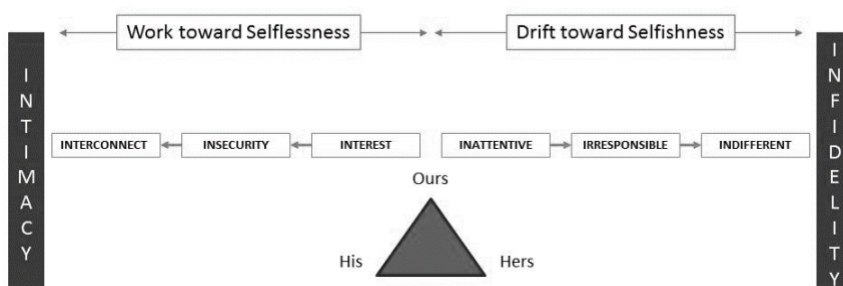 Work toward Selflessness
Drift toward Selfishness
INTIMACY
INFIDELITY
INTERCONNECT
INSECURITY
INTEREST
INATTENTIVE
IRRESPONSIBLE
INDIFFERENT
Ours
His
Hers